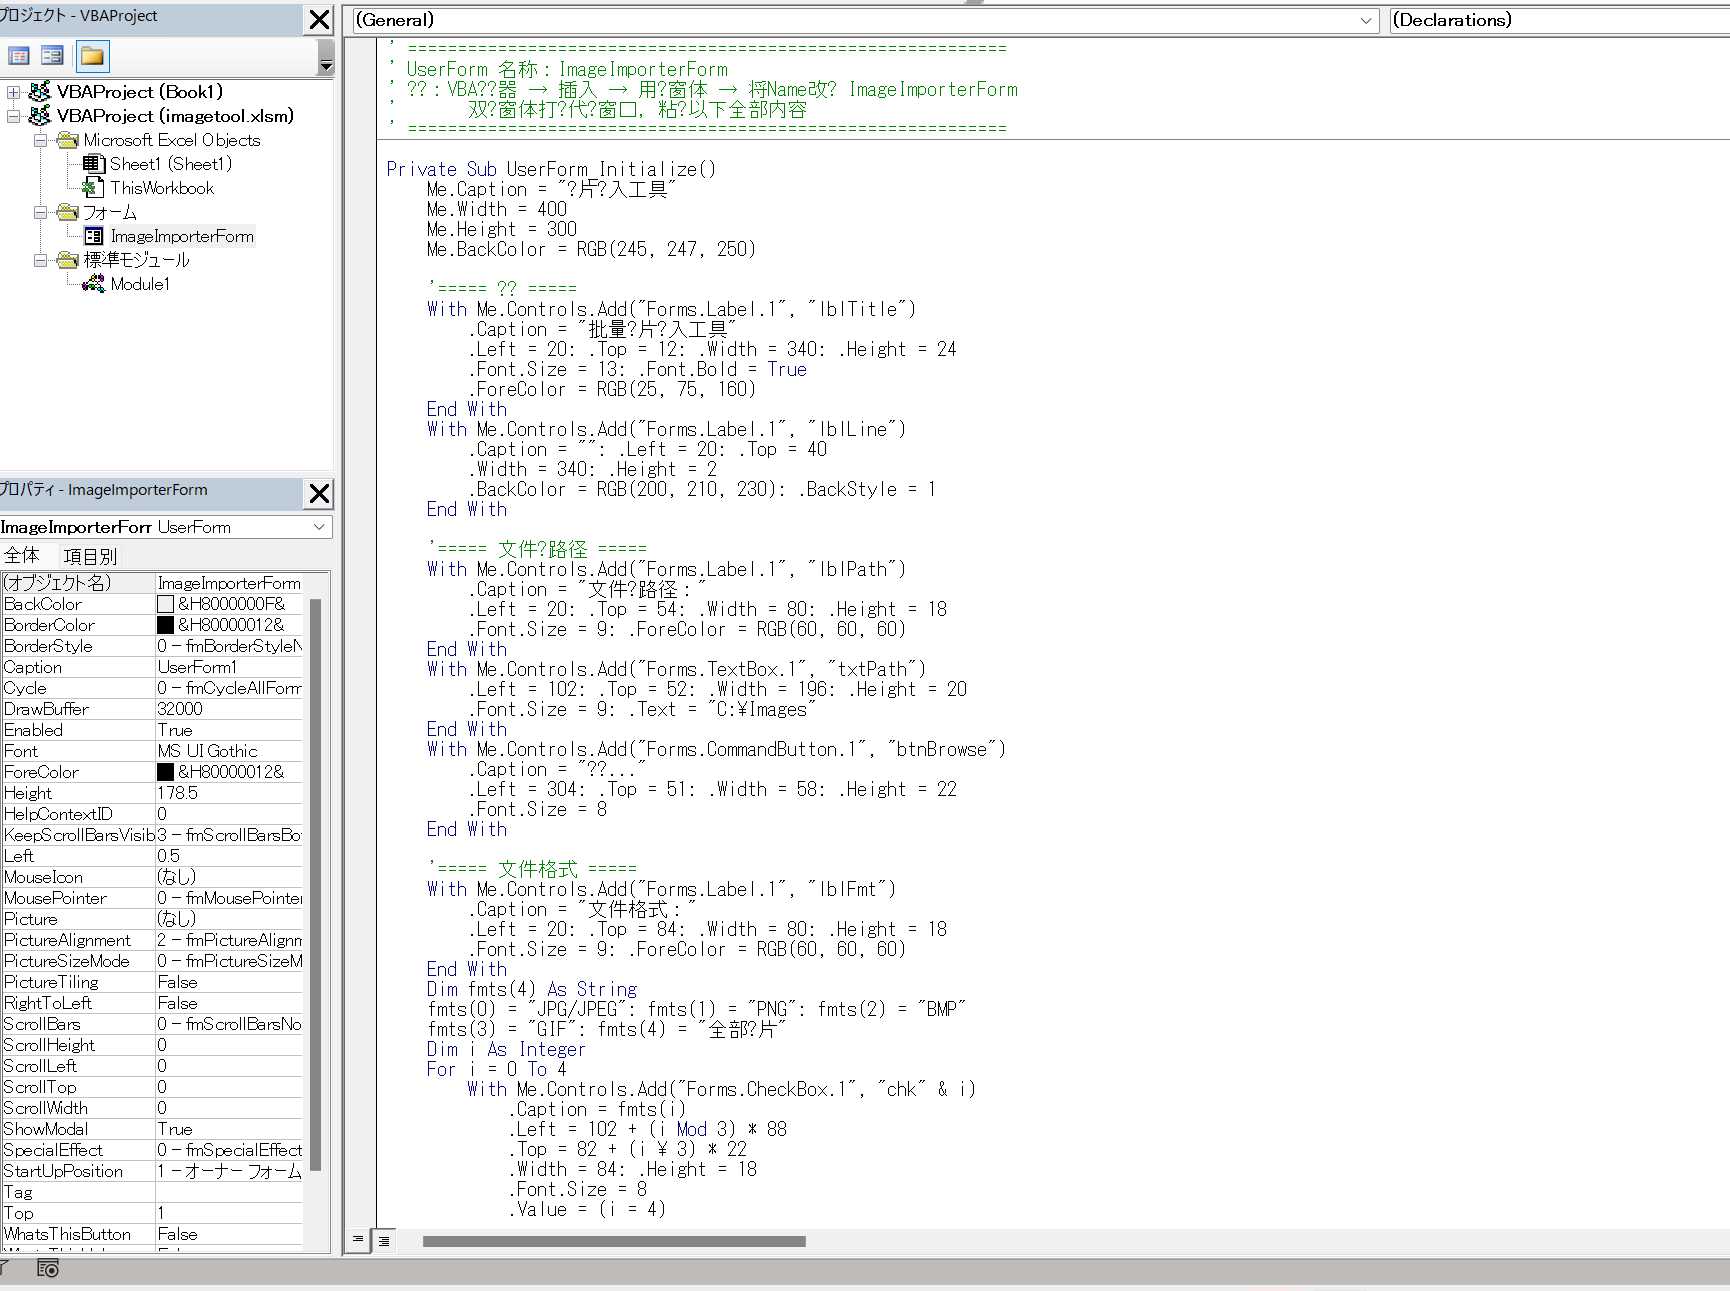 プロジェクト - VBAProject
VBAProject (Book1)
VBAProject (imagetool.xlsm)
Microsoft Excel Objects
Sheet1 (Sheet1)
ThisWorkbook
フォーム
ImageImporterForm
標準モジュール
Module1
プロパティ - ImageImporterForm
ImageImporterForr UserForm
全体 項目別
(オブジェクト名) ImageImporterForm
BackColor &H8000000F&
BorderColor &H80000012&
BorderStyle 0 - fmBorderStyleN
Caption UserForm1
Cycle 0 - fmCycleAllForm
DrawBuffer 32000
Enabled True
Font MS UI Gothic
ForeColor &H80000012&
Height 178.5
HelpContextID 0
KeepScrollBarsVisib 3 - fmScrollBarsBo
Left 0.5
MouseIcon (なし)
MousePointer 0 - fmMousePointer
Picture (なし)
PictureAlignment 2 - fmPictureAlignm
PictureSizeMode 0 - fmPictureSizeM
PictureTiling False
RightToLeft False
ScrollBars 0 - fmScrollBarsNo
ScrollHeight 0
ScrollLeft 0
ScrollTop 0
ScrollWidth 0
ShowModal True
SpecialEffect 0 - fmSpecialEffect
StartUpPosition 1 - オーナー フォーム
Tag
Top 1
WhatsThisButton False
(General) (Declarations)
' ============================================================
' UserForm 名称：ImageImporterForm
' ??：VBA??器 → 插入 → 用?窗体 → 将Name改? ImageImporterForm
'       双?窗体打?代?窗口，粘?以下全部内容
' ============================================================
Private Sub UserForm_Initialize()
    Me.Caption = "?片?入工具"
    Me.Width = 400
    Me.Height = 300
    Me.BackColor = RGB(245, 247, 250)
    '===== ?? =====
    With Me.Controls.Add("Forms.Label.1", "lblTitle")
        .Caption = "批量?片?入工具"
        .Left = 20: .Top = 12: .Width = 340: .Height = 24
        .Font.Size = 13: .Font.Bold = True
        .ForeColor = RGB(25, 75, 160)
    End With
    With Me.Controls.Add("Forms.Label.1", "lblLine")
        .Caption = "": .Left = 20: .Top = 40
        .Width = 340: .Height = 2
        .BackColor = RGB(200, 210, 230): .BackStyle = 1
    End With
    '===== 文件?路径 =====
    With Me.Controls.Add("Forms.Label.1", "lblPath")
        .Caption = "文件?路径："
        .Left = 20: .Top = 54: .Width = 80: .Height = 18
        .Font.Size = 9: .ForeColor = RGB(60, 60, 60)
    End With
    With Me.Controls.Add("Forms.TextBox.1", "txtPath")
        .Left = 102: .Top = 52: .Width = 196: .Height = 20
        .Font.Size = 9: .Text = "C:¥Images"
    End With
    With Me.Controls.Add("Forms.CommandButton.1", "btnBrowse")
        .Caption = "??..."
        .Left = 304: .Top = 51: .Width = 58: .Height = 22
        .Font.Size = 8
    End With
    '===== 文件格式 =====
    With Me.Controls.Add("Forms.Label.1", "lblFmt")
        .Caption = "文件格式："
        .Left = 20: .Top = 84: .Width = 80: .Height = 18
        .Font.Size = 9: .ForeColor = RGB(60, 60, 60)
    End With
    Dim fmts(4) As String
    fmts(0) = "JPG/JPEG": fmts(1) = "PNG": fmts(2) = "BMP"
    fmts(3) = "GIF": fmts(4) = "全部?片"
    Dim i As Integer
    For i = 0 To 4
        With Me.Controls.Add("Forms.CheckBox.1", "chk" & i)
            .Caption = fmts(i)
            .Left = 102 + (i Mod 3) * 88
            .Top = 82 + (i ¥ 3) * 22
            .Width = 84: .Height = 18
            .Font.Size = 8
            .Value = (i = 4)